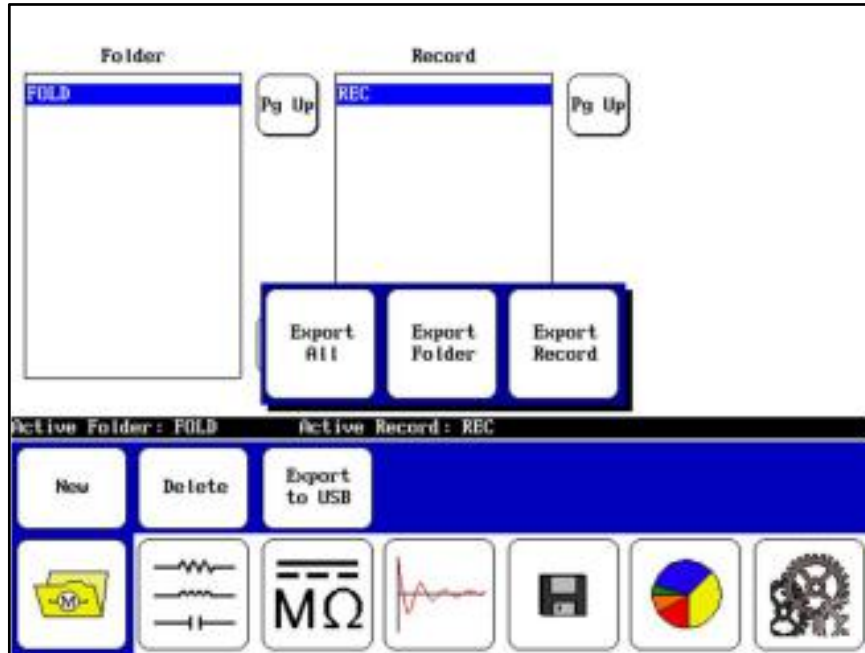 Folder
Record
FOLD
Pg Up
REC
Pg Up
Export
All
Export
Folder
Export
Record
Active Folder: FOLD
Active Record: REC
New
Delete
Export
to USB
M
MΩ